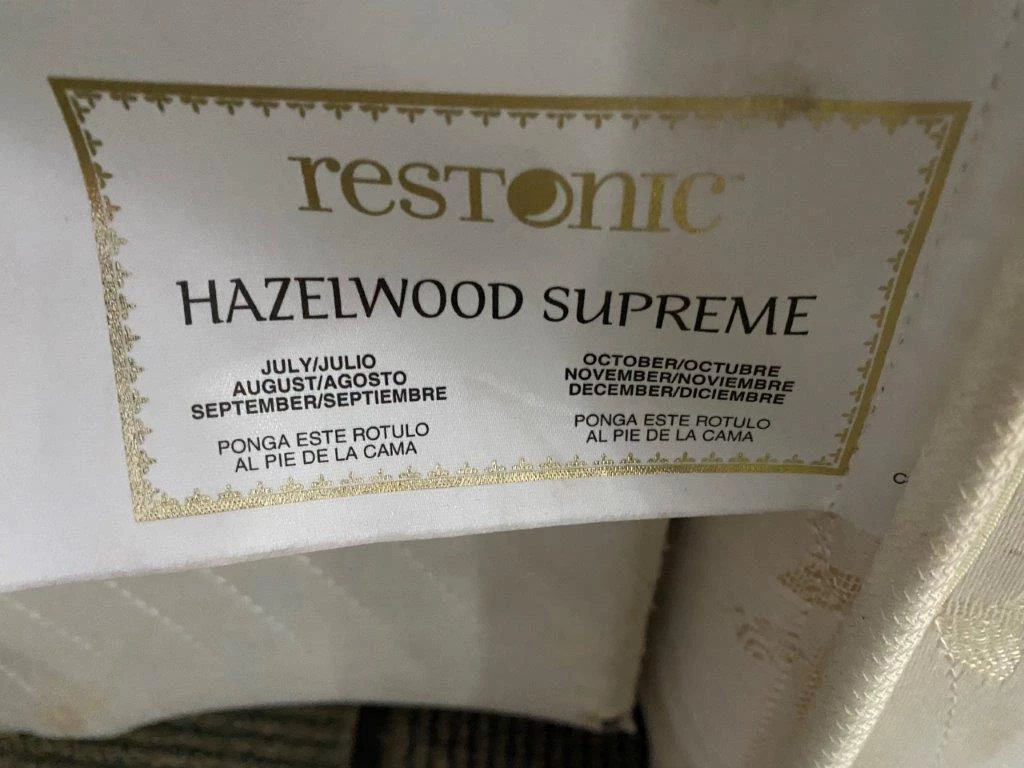 resTonic
HAZELWOOD SUPREME
JULY/JULIO
AUGUST/AGOSTO
SEPTEMBER/SEPTIEMBRE
PONGA ESTE ROTULO
AL PIE DE LA CAMA
OCTOBER/OCTUBRE
NOVEMBER/NOVIEMBRE
DECEMBER/DICIEMBRE
PONGA ESTE ROTULO
AL PIE DE LA CAMA